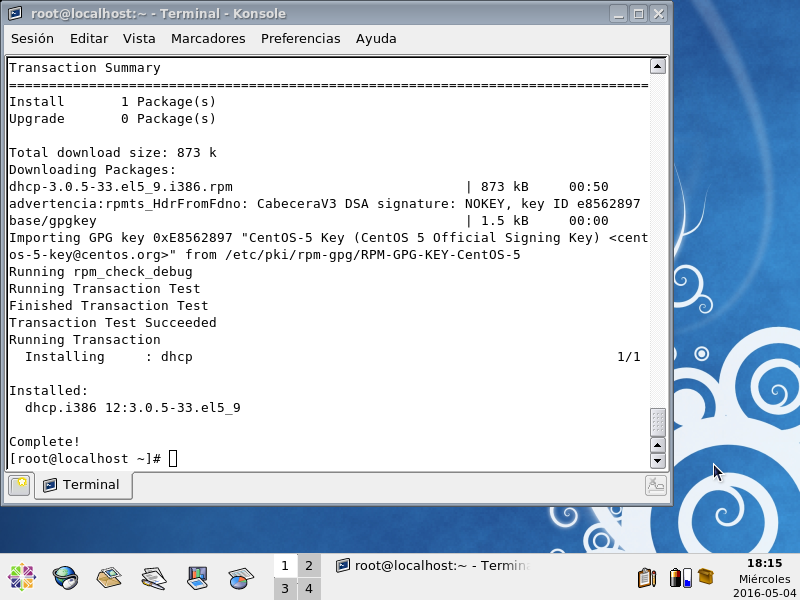 root@localhost:~ - Terminal - Konsole
Sesión Editar Vista Marcadores Preferencias Ayuda
Transaction Summary
================================================================================
Install       1 Package(s)
Upgrade       0 Package(s)
Total download size: 873 k
Downloading Packages:
dhcp-3.0.5-33.el5_9.i386.rpm                             | 873 kB     00:50
advertencia:rpmts_HdrFromFdno: CabeceraV3 DSA signature: NOKEY, key ID e8562897
base/gpgkey                                              | 1.5 kB     00:00
Importing GPG key 0xE8562897 "CentOS-5 Key (CentOS 5 Official Signing Key) <cent
os-5-key@centos.org>" from /etc/pki/rpm-gpg/RPM-GPG-KEY-CentOS-5
Running rpm_check_debug
Running Transaction Test
Finished Transaction Test
Transaction Test Succeeded
Running Transaction
  Installing     : dhcp                                                     1/1
Installed:
  dhcp.i386 12:3.0.5-33.el5_9
Complete!
[root@localhost ~]#
Terminal
1 2
3 4
root@localhost:~ - Termina
18:15
Miércoles
2016-05-04